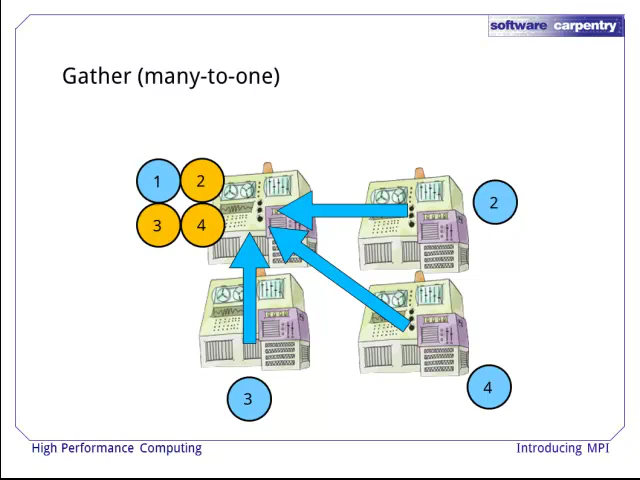 software carpentry
Gather (many-to-one)
1 2
3 4
2
3
4
High Performance Computing
Introducing MPI